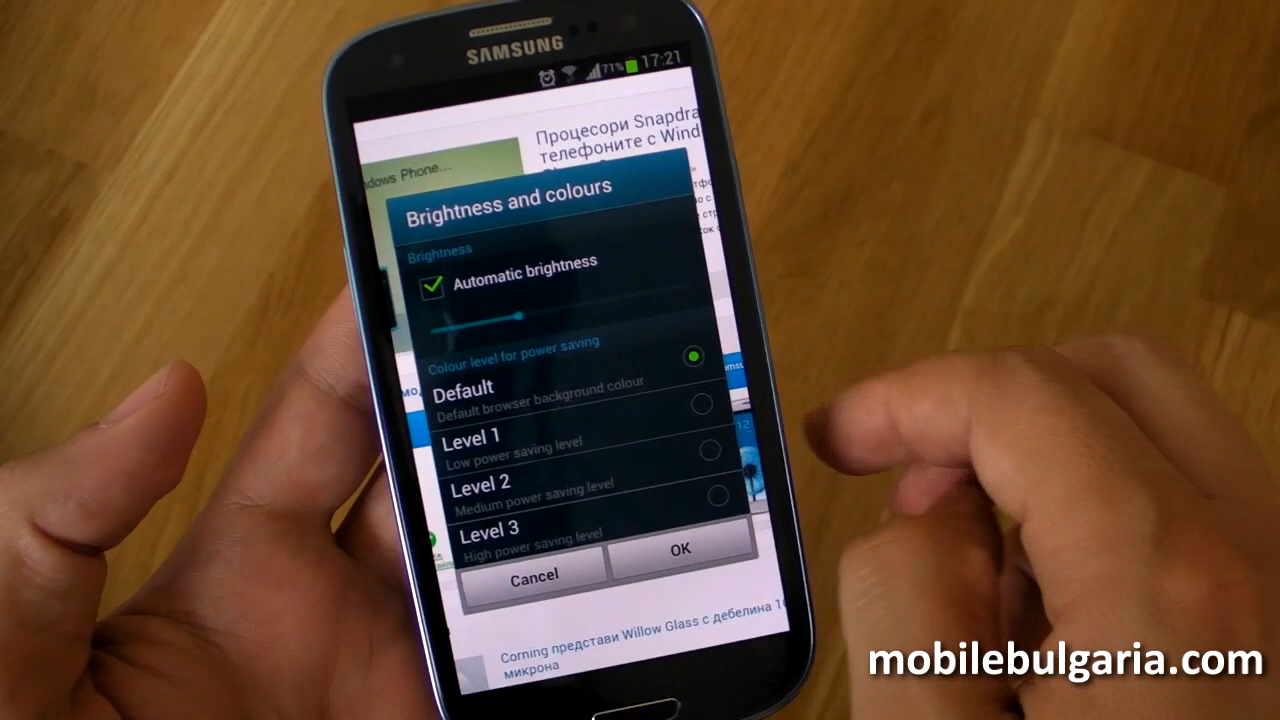 SAMSUNG
71% 17:21
Процесори Snapdra
телефоните с Wind
ndows Phone...
Brightness and colours
Brightness
Automatic brightness
Colour level for power saving
Default
Default browser background colour
Level 1
Low power saving level
Level 2
Medium power saving level
Level 3
High power saving level
Cancel
OK
Corning представи Willow Glass с дебелина 10
микрона
mobilebulgaria.com